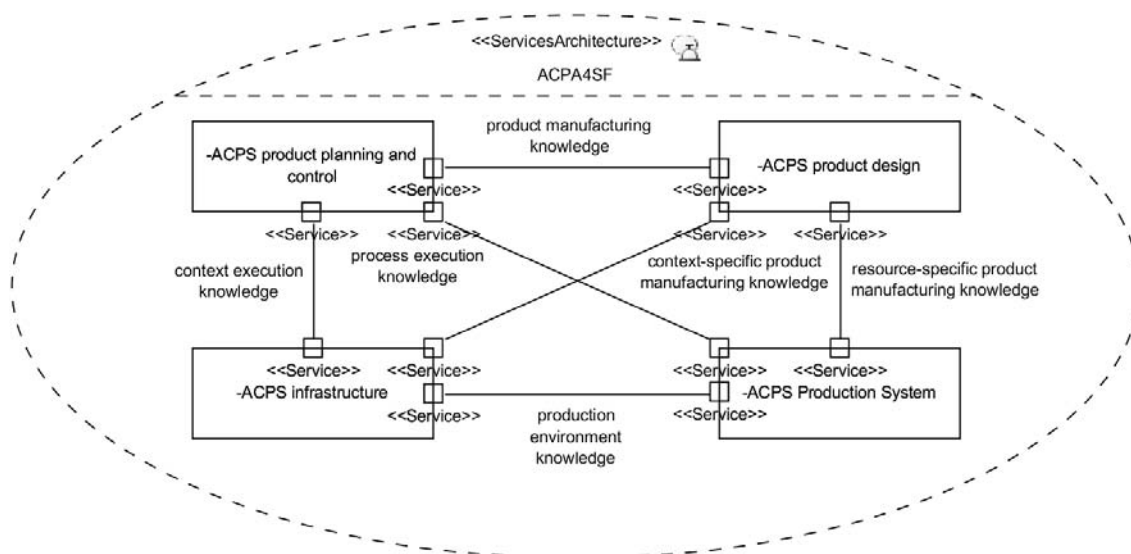 <<ServicesArchitecture>>
ACPA4SF
product manufacturing
knowledge
-ACPS product planning and
control
<<Service>>
<<Service>>
-ACPS product design
<<Service>>
<<Service>>
<<Service>>
<<Service>>
context execution
knowledge
process execution
knowledge
context-specific product
manufacturing knowledge
resource-specific product
manufacturing knowledge
<<Service>>
<<Service>>
<<Service>>
<<Service>>
-ACPS infrastructure
-ACPS Production System
<<Service>>
<<Service>>
production
environment
knowledge